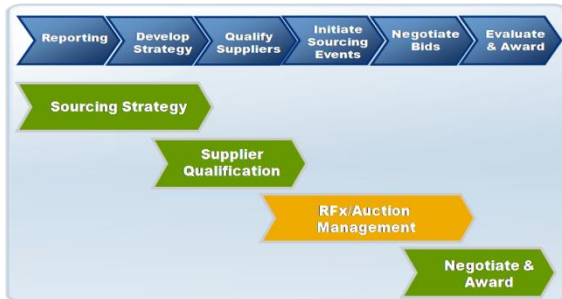 Reporting
Develop
Strategy
Qualify
Suppliers
Initiate
Sourcing
Events
Negotiate
Bids
Evaluate
& Award
Sourcing Strategy
Supplier
Qualification
RFx/Auction
Management
Negotiate &
Award